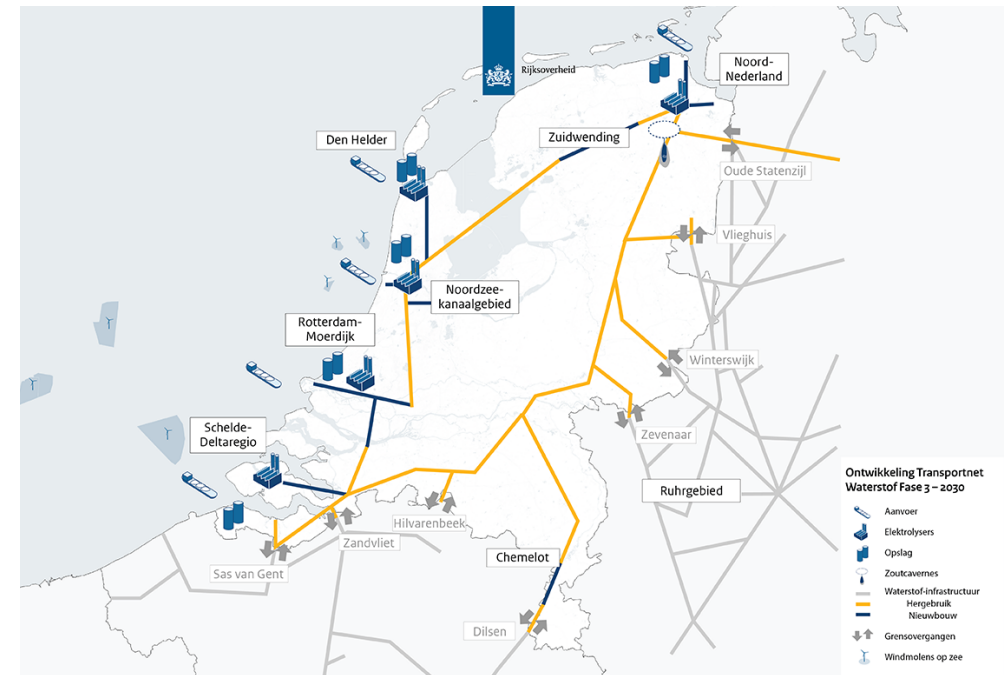 Rijksoverheid
Noord-
Nederland
Den Helder
Zuidwending
Oude Statenzijl
Vlieghuis
Noordzee-
kanaalgebied
Rotterdam-
Moerdijk
Winterswijk
Schelde-
Deltaregio
Zevenaar
Ruhrgebied
Hilvarenbeek
Zandvliet
Chemelot
Sas van Gent
Dilsen
Ontwikkeling Transportnet
Waterstof Fase 3 – 2030
Aanvoer
Elektrolysers
Opslag
Zoutcavernes
Waterstof-infrastructuur
Hergebruik
Nieuwbouw
Grensovergangen
Windmolens op zee